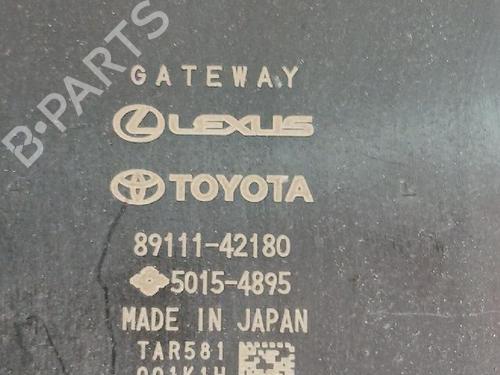 B-PARTS
GATEWAY
LEXUS
TOYOTA
89111-42180
5015-4895
MADE IN JAPAN
TAR581